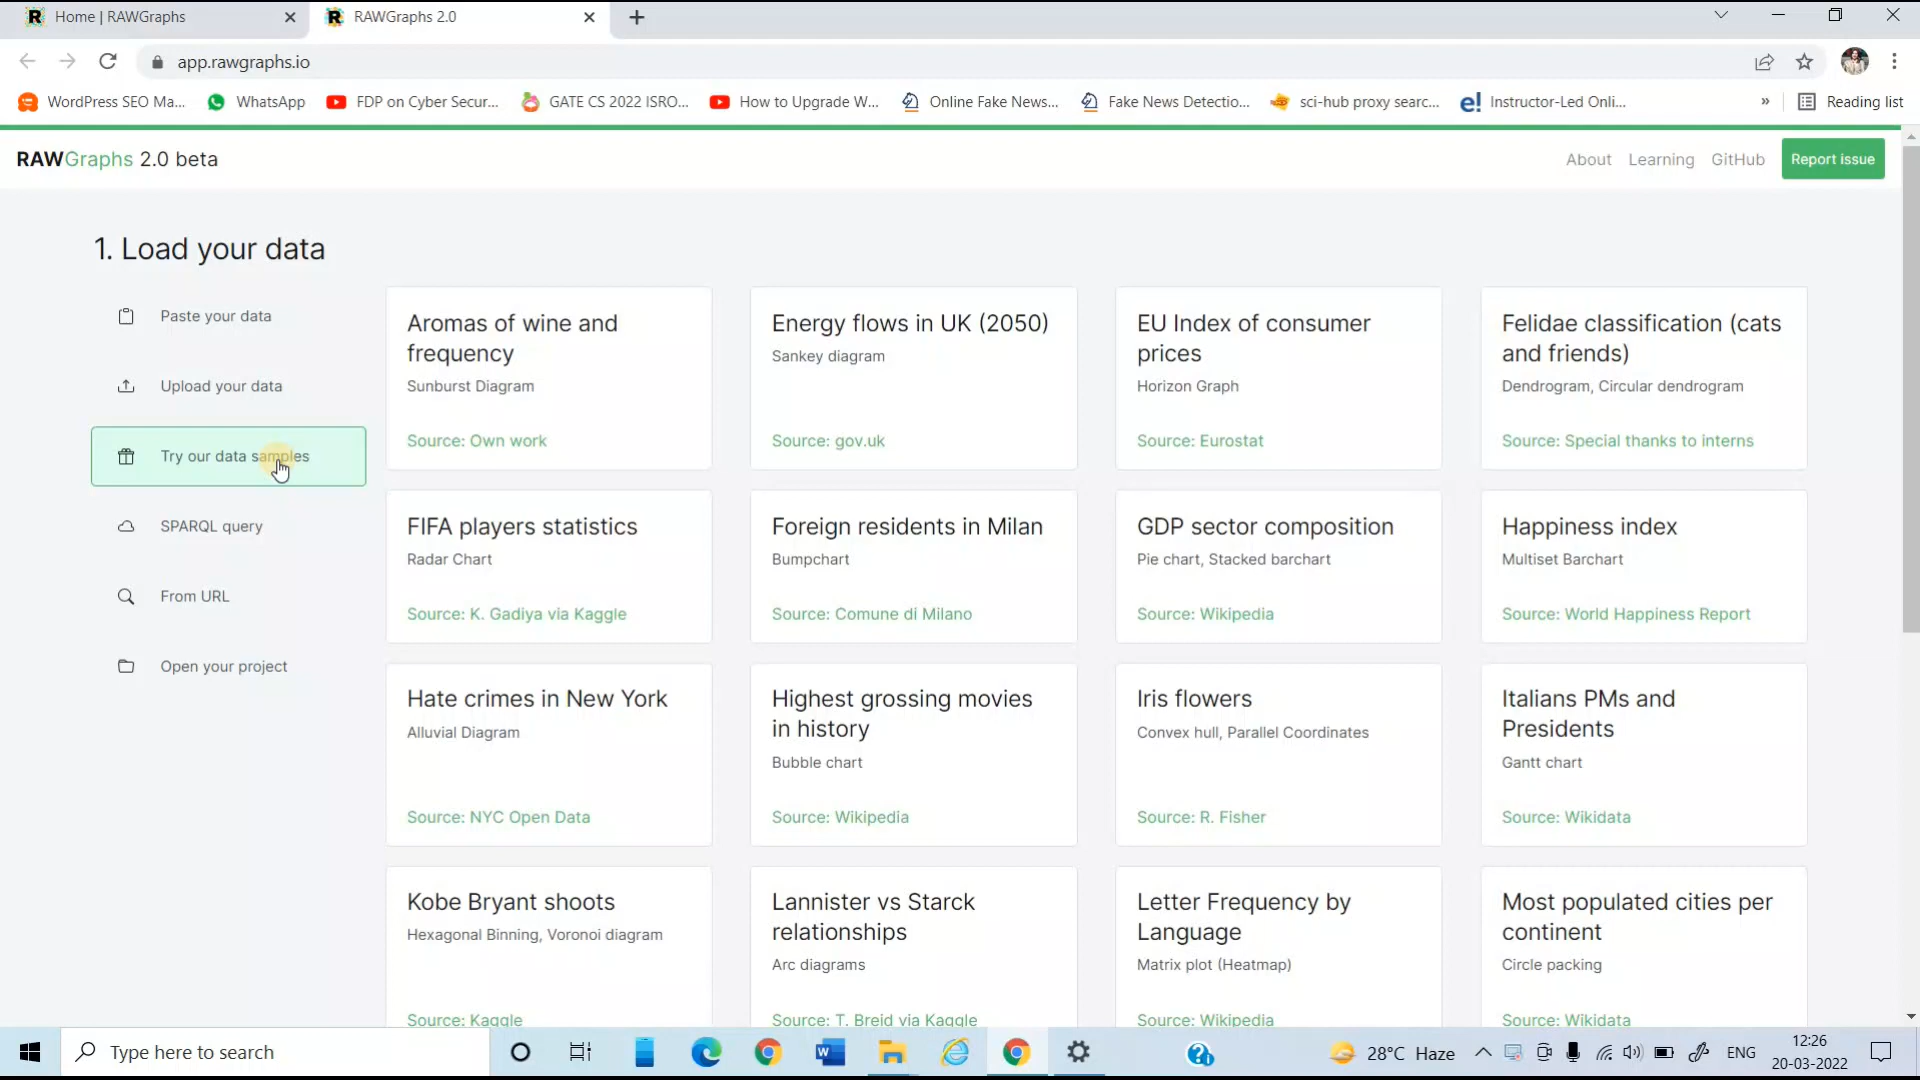 Home | RAWGraphs
RAWGraphs 2.0
app.rawgraphs.io
WordPress SEO Ma...
WhatsApp
FDP on Cyber Secur...
GATE CS 2022 ISRO...
How to Upgrade W...
Online Fake News...
Fake News Detectio...
sci-hub proxy searc...
Instructor-Led Onli...
»
Reading list
RAWGraphs 2.0 beta
About
Learning
GitHub
Report issue
1. Load your data
Paste your data
Upload your data
Try our data samples
SPARQL query
From URL
Open your project
Aromas of wine and
frequency
Sunburst Diagram
Source: Own work
Energy flows in UK (2050)
Sankey diagram
Source: gov.uk
EU Index of consumer
prices
Horizon Graph
Source: Eurostat
Felidae classification (cats
and friends)
Dendrogram, Circular dendrogram
Source: Special thanks to interns
FIFA players statistics
Radar Chart
Source: K. Gadiya via Kaggle
Foreign residents in Milan
Bumpchart
Source: Comune di Milano
GDP sector composition
Pie chart, Stacked barchart
Source: Wikipedia
Happiness index
Multiset Barchart
Source: World Happiness Report
Hate crimes in New York
Alluvial Diagram
Source: NYC Open Data
Highest grossing movies
in history
Bubble chart
Source: Wikipedia
Iris flowers
Convex hull, Parallel Coordinates
Source: R. Fisher
Italians PMs and
Presidents
Gantt chart
Source: Wikidata
Kobe Bryant shoots
Hexagonal Binning, Voronoi diagram
Source: Kaggle
Lannister vs Starck
relationships
Arc diagrams
Source: T. Breid via Kaggle
Letter Frequency by
Language
Matrix plot (Heatmap)
Source: Wikipedia
Most populated cities per
continent
Circle packing
Source: Wikidata
Type here to search
28°C Haze
ENG
12:26
20-03-2022